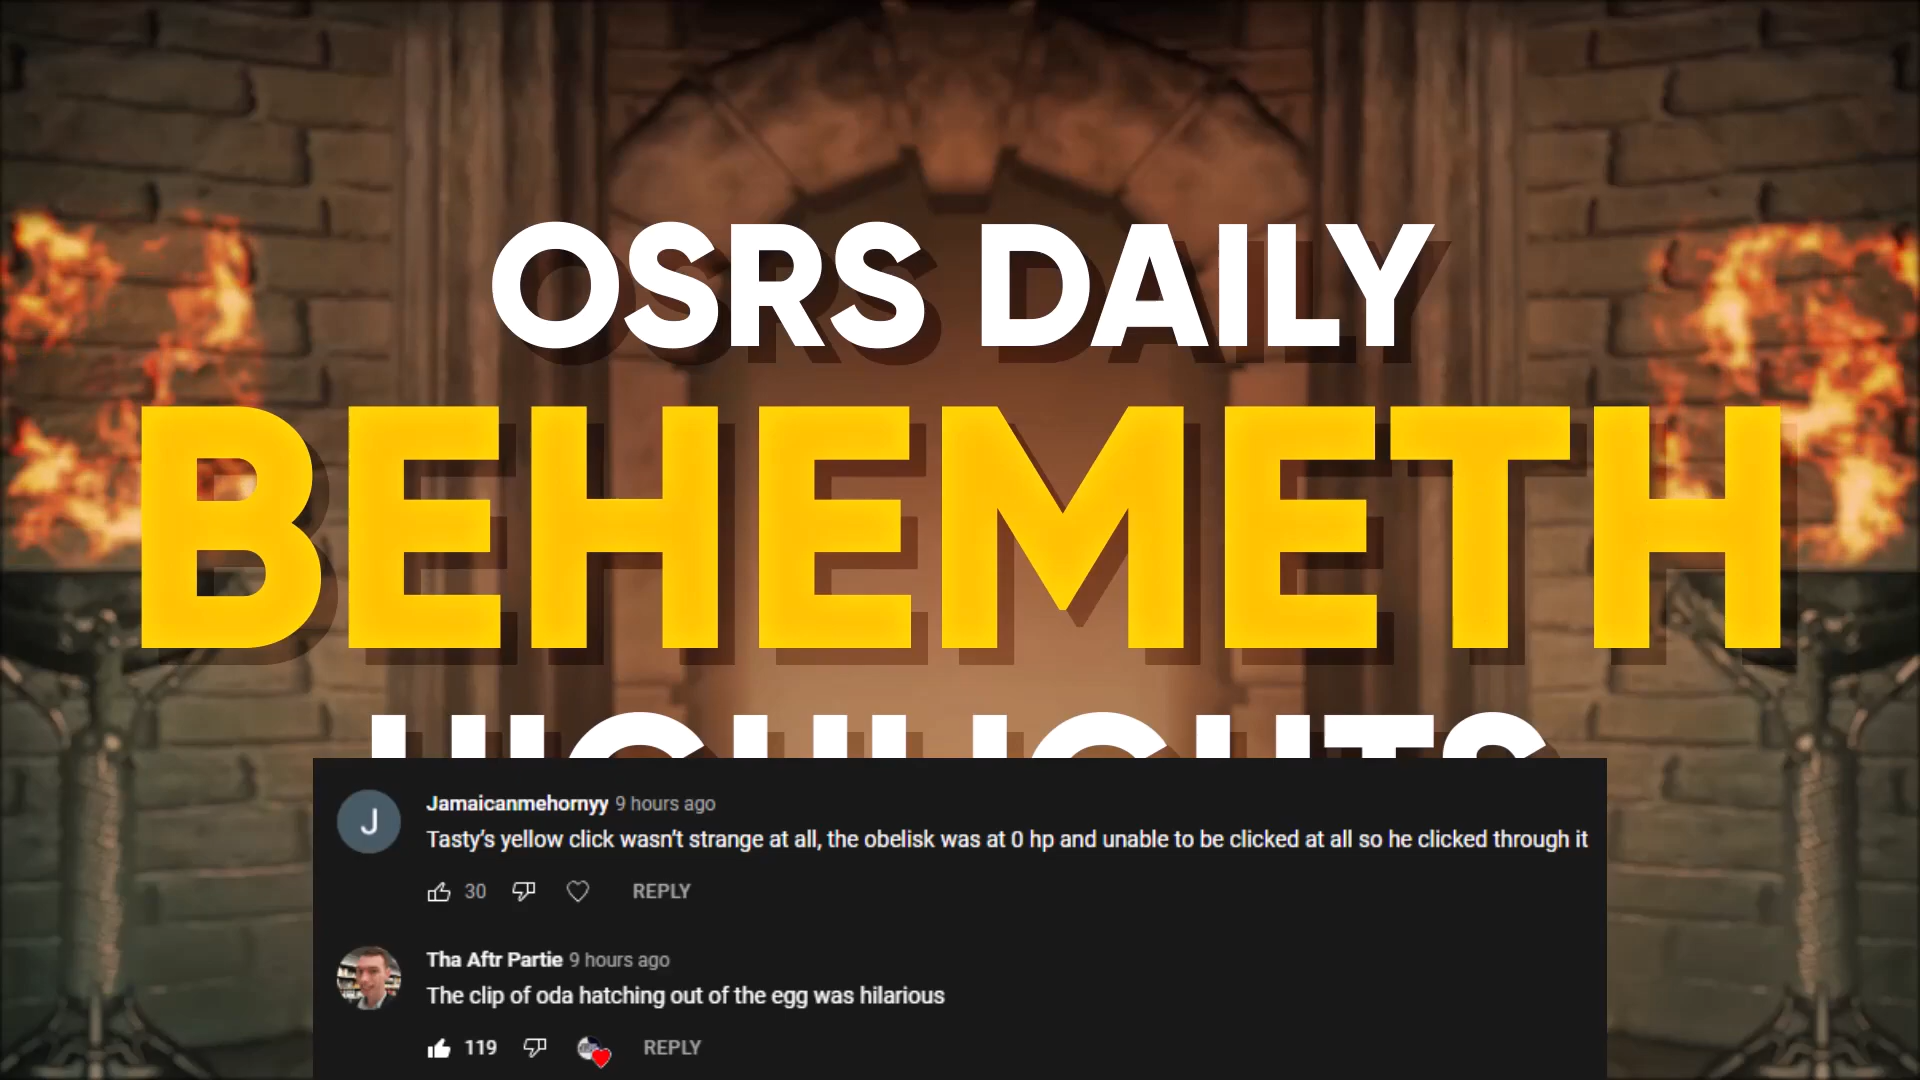 OSRS DAILY
BEHEMETH
HIGHLIGHTS
J
Jamaicanmehornyy 9 hours ago
Tasty’s yellow click wasn’t strange at all, the obelisk was at 0 hp and unable to be clicked at all so he clicked through it
30 REPLY
Tha Aftr Partie 9 hours ago
The clip of oda hatching out of the egg was hilarious
119 REPLY